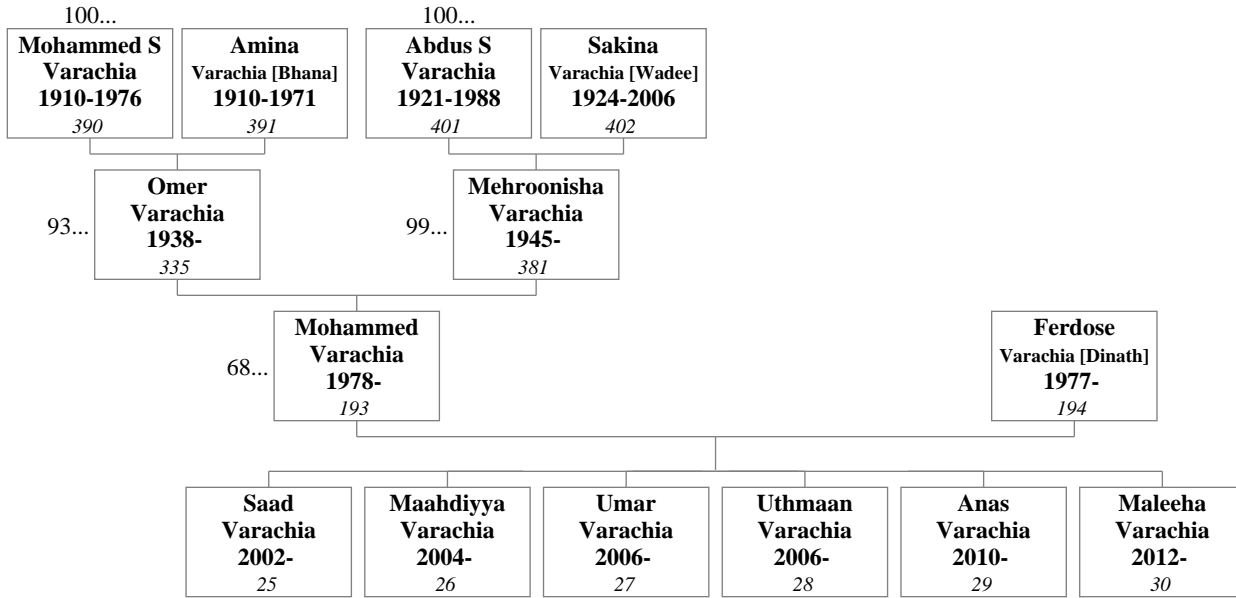 100...
Mohammed S
Varachia
1910-1976
390
Amina
Varachia [Bhana]
1910-1971
391
100...
Abdus S
Varachia
1921-1988
401
Sakina
Varachia [Wadee]
1924-2006
402
93...
Omer
Varachia
1938-
335
99...
Mehroonisha
Varachia
1945-
381
68...
Mohammed
Varachia
1978-
193
Ferdose
Varachia [Dinath]
1977-
194
Saad
Varachia
2002-
25
Maahdiyya
Varachia
2004-
26
Umar
Varachia
2006-
27
Uthmaan
Varachia
2006-
28
Anas
Varachia
2010-
29
Maleeha
Varachia
2012-
30